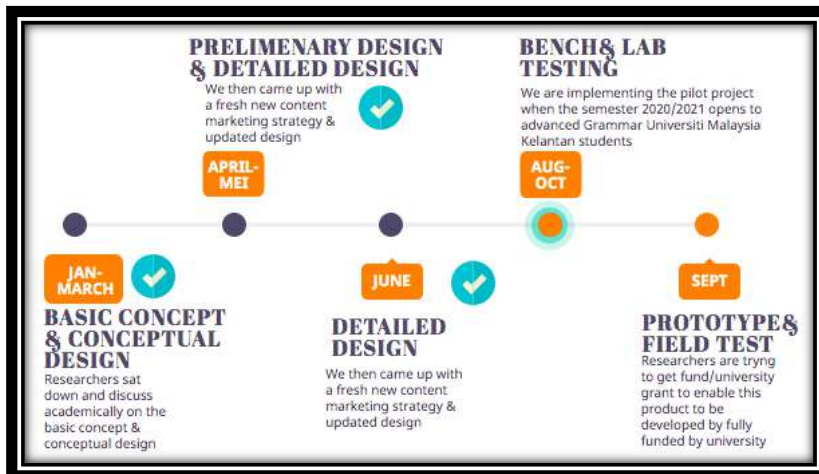 PRELIMENARY DESIGN
& DETAILED DESIGN
We then came up with
a fresh new content
marketing strategy &
updated design
APRIL-
MEI
BENCH& LAB
TESTING
We are implementing the pilot project
when the semester 2020/2021 opens to
advanced Grammar Universiti Malaysia
Kelantan students
AUG-
OCT
JAN-
MARCH
BASIC CONCEPT
& CONCEPTUAL
DESIGN
Researchers sat
down and discuss
academically on the
basic concept &
conceptual design
JUNE
DETAILED
DESIGN
We then came up with
a fresh new content
marketing strategy &
updated design
SEPT
PROTOTYPE&
FIELD TEST
Researchers are tryng
to get fund/university
grant to enable this
product to be
developed by fully
funded by university